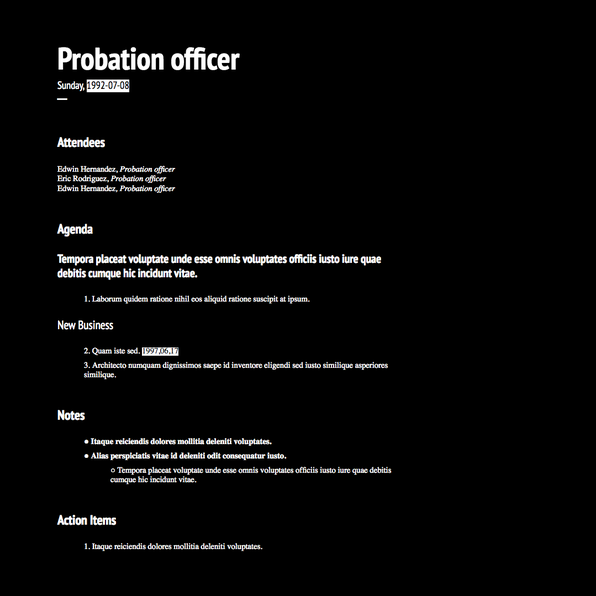 Probation officer
Sunday, 1992-07-08
Attendees
Edwin Hernandez, Probation officer
Eric Rodriguez, Probation officer
Edwin Hernandez, Probation officer
Agenda
Tempora placeat voluptate unde esse omnis voluptates officiis iusto iure quae
debitis cumque hic incidunt vitae.
1. Laborum quidem ratione nihil eos aliquid ratione suscipit at ipsum.
New Business
2. Quam iste sed. 1997.06.17
3. Architecto numquam dignissimos saepe id inventore eligendi sed iusto similique asperiores
similique.
Notes
● Itaque reiciendis dolores mollitia deleniti voluptates.
● Alias perspiciatis vitae id deleniti odit consequatur iusto.
○ Tempora placeat voluptate unde esse omnis voluptates officiis iusto iure quae debitis
cumque hic incidunt vitae.
Action Items
1. Itaque reiciendis dolores mollitia deleniti voluptates.